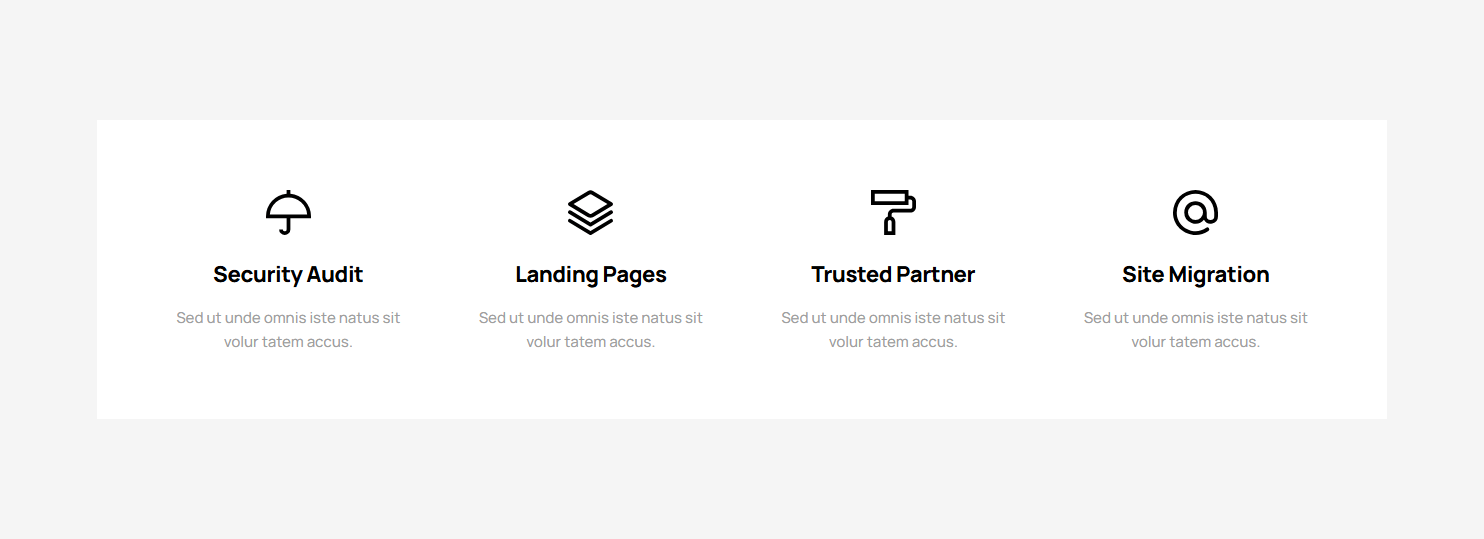 Security Audit
Sed ut unde omnis iste natus sit
volur tatem accus.
Landing Pages
Sed ut unde omnis iste natus sit
volur tatem accus.
Trusted Partner
Sed ut unde omnis iste natus sit
volur tatem accus.
Site Migration
Sed ut unde omnis iste natus sit
volur tatem accus.